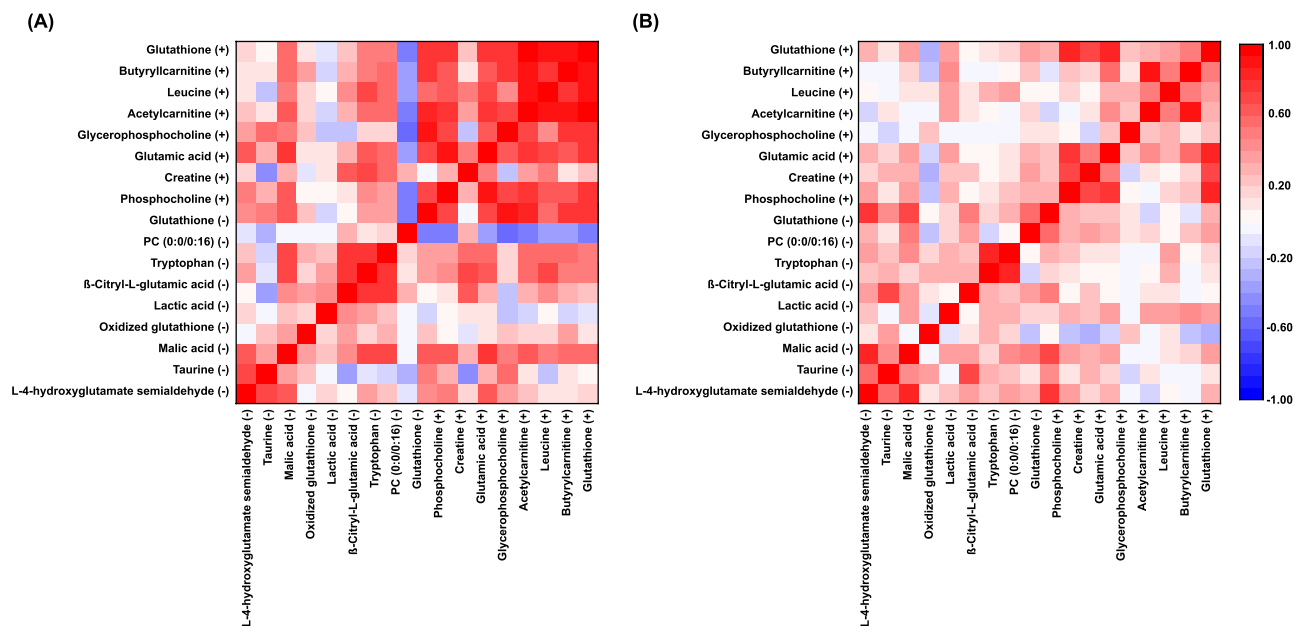 (A)
Glutathione (+)
Butyryllcarnitine (+)
Leucine (+)
Acetylcarnitine (+)
Glycerophosphocholine (+)
Glutamic acid (+)
Creatine (+)
Phosphocholine (+)
Glutathione (-)
PC (0:0/0:16) (-)
Tryptophan (-)
ß-Citryl-L-glutamic acid (-)
Lactic acid (-)
Oxidized glutathione (-)
Malic acid (-)
Taurine (-)
L-4-hydroxyglutamate semialdehyde (-)
L-4-hydroxyglutamate semialdehyde (-)
Taurine (-)
Malic acid (-)
Oxidized glutathione (-)
Lactic acid (-)
ß-Citryl-L-glutamic acid (-)
Tryptophan (-)
PC (0:0/0:16) (-)
Glutathione (-)
Phosphocholine (+)
Creatine (+)
Glutamic acid (+)
Glycerophosphocholine (+)
Acetylcarnitine (+)
Leucine (+)
Butyrylcarnitine (+)
Glutathione (+)
(B)
Glutathione (+)
Butyryllcarnitine (+)
Leucine (+)
Acetylcarnitine (+)
Glycerophosphocholine (+)
Glutamic acid (+)
Creatine (+)
Phosphocholine (+)
Glutathione (-)
PC (0:0/0:16) (-)
Tryptophan (-)
ß-Citryl-L-glutamic acid (-)
Lactic acid (-)
Oxidized glutathione (-)
Malic acid (-)
Taurine (-)
L-4-hydroxyglutamate semialdehyde (-)
L-4-hydroxyglutamate semialdehyde (-)
Taurine (-)
Malic acid (-)
Oxidized glutathione (-)
Lactic acid (-)
ß-Citryl-L-glutamic acid (-)
Tryptophan (-)
PC (0:0/0:16) (-)
Glutathione (-)
Phosphocholine (+)
Creatine (+)
Glutamic acid (+)
Glycerophosphocholine (+)
Acetylcarnitine (+)
Leucine (+)
Butyrylcarnitine (+)
Glutathione (+)
1.00
0.60
0.20
-0.20
-0.60
-1.00